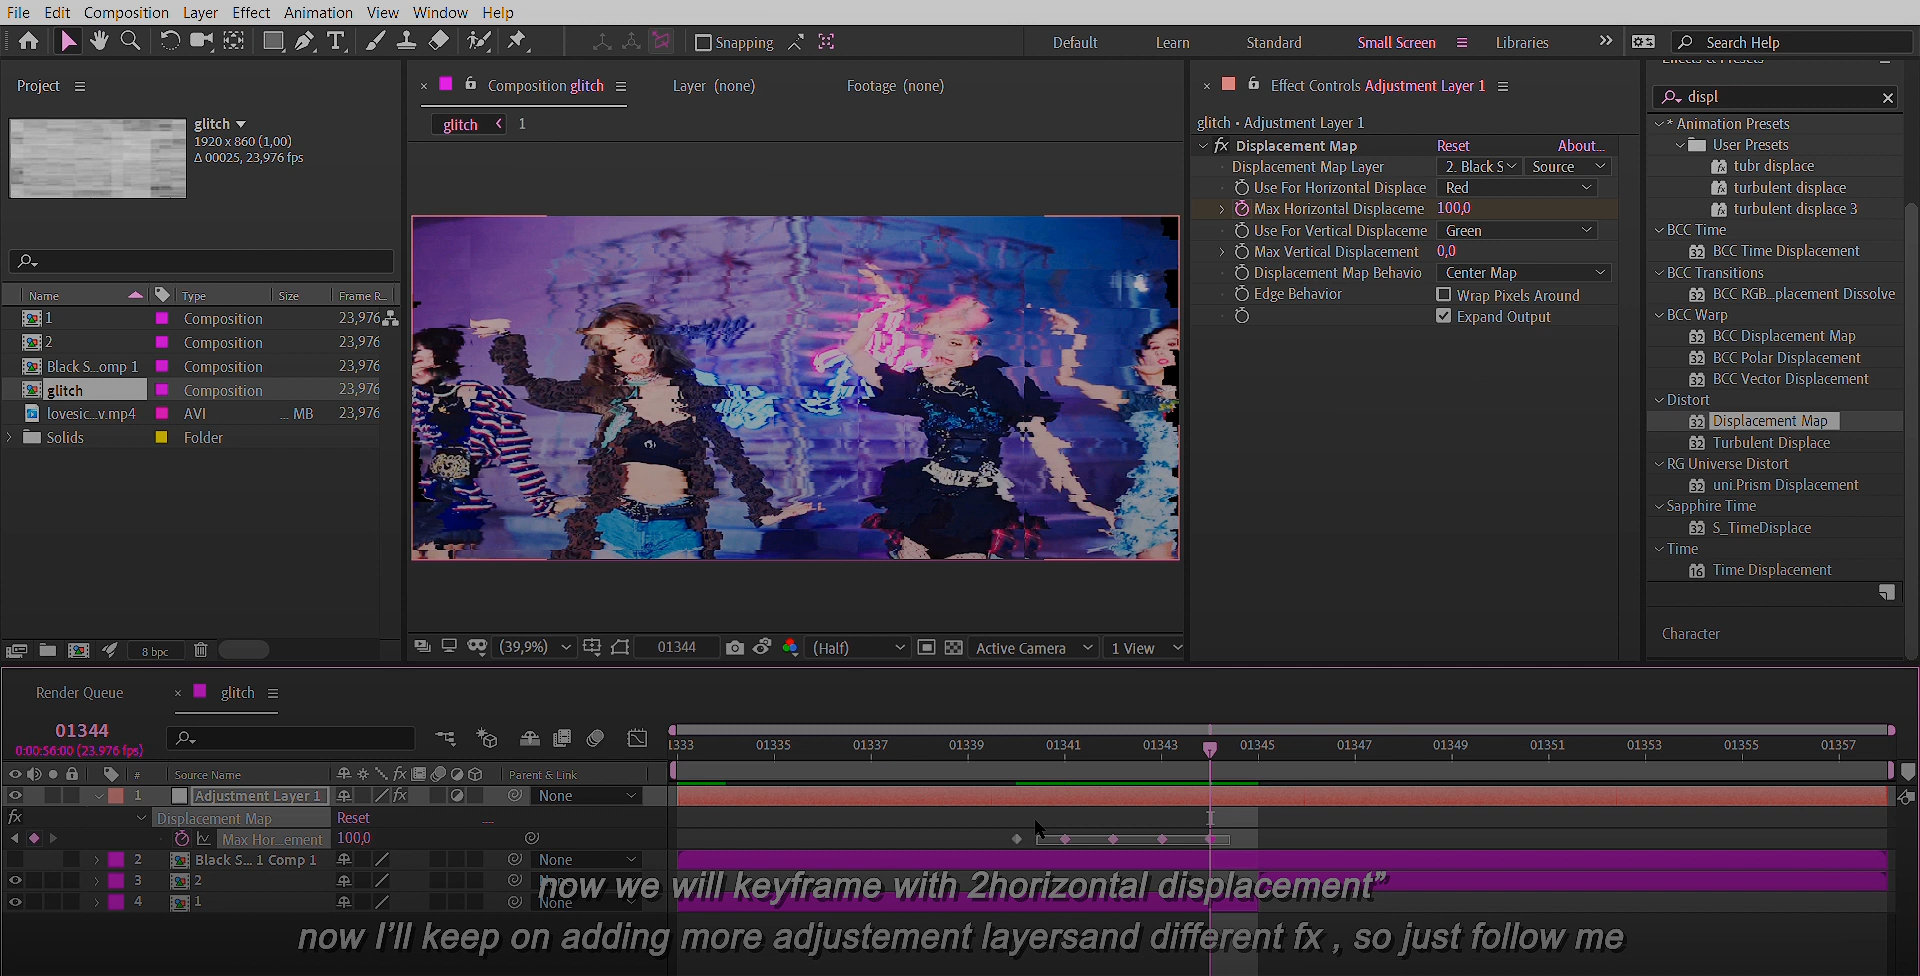 File Edit Composition Layer Effect Animation View Window Help
Snapping
Default Learn Standard Small Screen Libraries
Search Help
Project
glitch
1920 x 860 (1,00)
Δ 00025, 23,976 fps
Name Type Size Frame R...
1 Composition 23,976
2 Composition 23,976
Black S...omp 1 Composition 23,976
glitch Composition 23,976
lovesic...v.mp4 AVI ... MB 23,976
Solids Folder
8 bpc
Composition glitch
Layer (none)
Footage (none)
glitch 1
(39,9%) 01344 (Half) Active Camera 1 View
Effect Controls Adjustment Layer 1
glitch • Adjustment Layer 1
fx Displacement Map Reset About...
Displacement Map Layer 2. Black S Source
Use For Horizontal Displace Red
Max Horizontal Displaceme 100,0
Use For Vertical Displaceme Green
Max Vertical Displacement 0,0
Displacement Map Behavio Center Map
Edge Behavior Wrap Pixels Around
Expand Output
Effects & Presets
displ
* Animation Presets
User Presets
tubr displace
turbulent displace
turbulent displace 3
BCC Time
BCC Time Displacement
BCC Transitions
BCC RGB...placement Dissolve
BCC Warp
BCC Displacement Map
BCC Polar Displacement
BCC Vector Displacement
Distort
Displacement Map
Turbulent Displace
RG Universe Distort
uni.Prism Displacement
Sapphire Time
S_TimeDisplace
Time
Time Displacement
Character
Render Queue glitch
01344
0:00:56:00 (23.976 fps)
1333 01335 01337 01339 01341 01343 01345 01347 01349 01351 01353 01355 01357
# Source Name Parent & Link
1 Adjustment Layer 1 fx None
fx Displacement Map Reset ...
Max Hor...ement 100,0
2 Black S... 1 Comp 1 None
3 2 None
4 1 None
now we will keyframe with 2horizontal displacement”
now I’ll keep on adding more adjustement layersand different fx , so just follow me